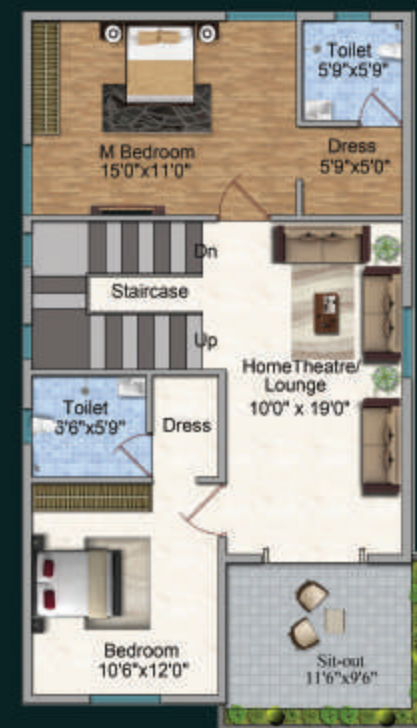 Toilet
5'9"x5'9"
M Bedroom
15'0"x11'0"
Dress
5'9"x5'0"
Dn
Staircase
Up
HomeTheatre/
Lounge
10'0" x 19'0"
Toilet
6'6"x5'9"
Dress
Bedroom
10'6"x12'0"
Sit-out
11'6"x9'6"